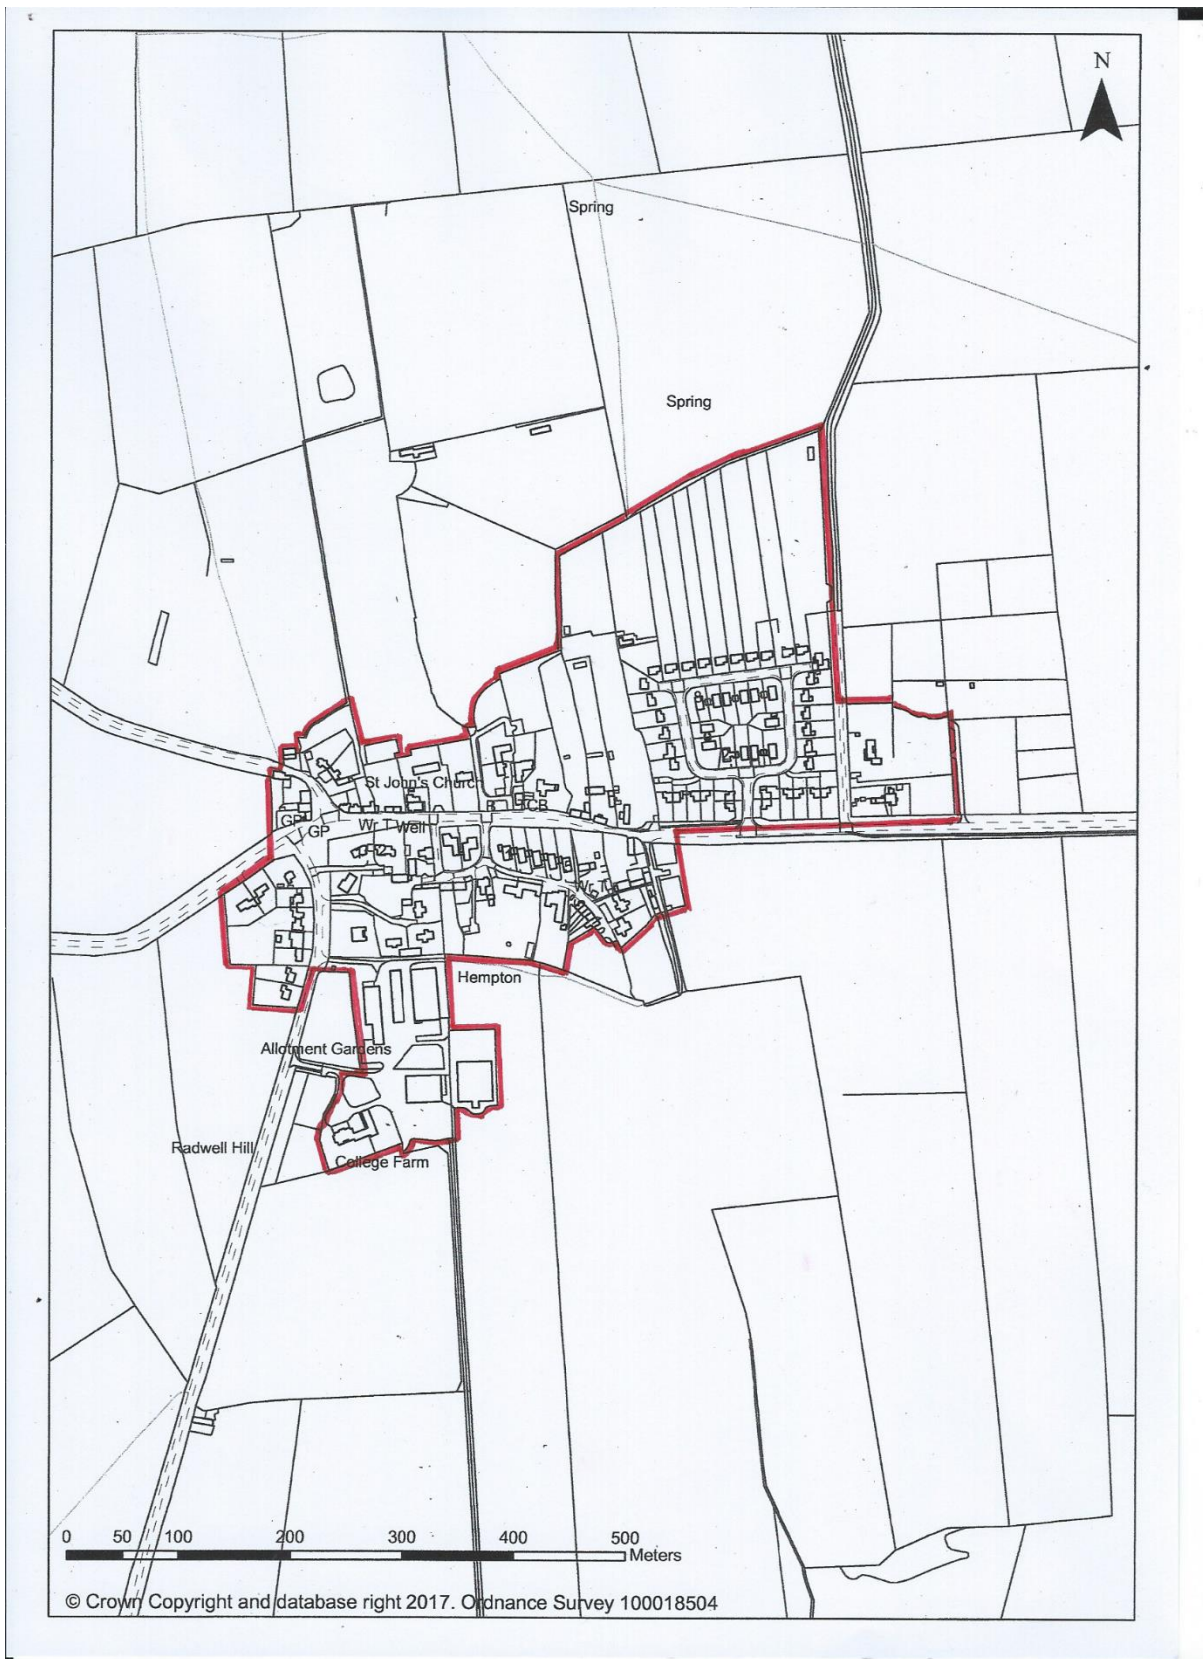 N
Spring
Spring
St John's Church
GP
GP
Wr T
Well
TCB
Wr T
Hempton
Allotment Gardens
Radwell Hill
College Farm
0 50 100 200 300 400 500
Meters
© Crown Copyright and database right 2017. Ordnance Survey 100018504